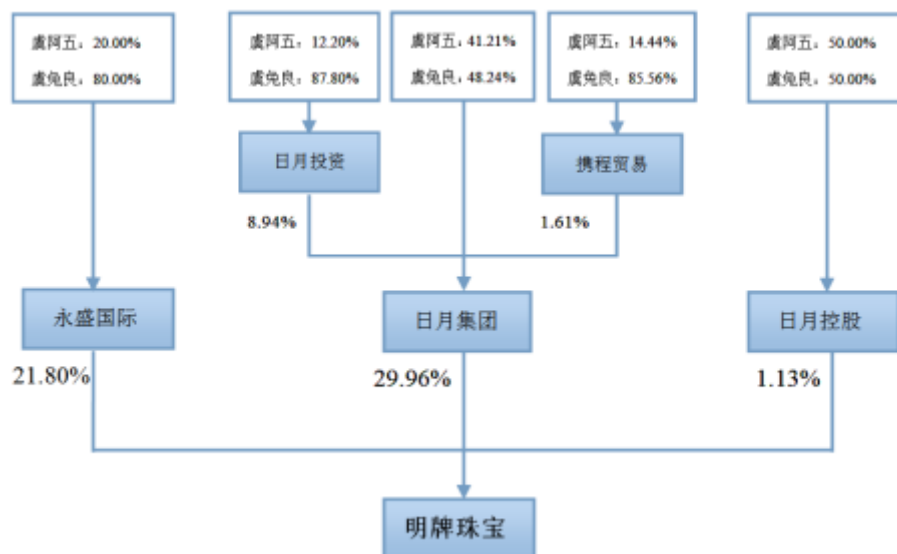 虞阿五：20.00%
虞兔良：80.00%
虞阿五：12.20%
虞兔良：87.80%
虞阿五：41.21%
虞兔良：48.24%
虞阿五：14.44%
虞兔良：85.56%
虞阿五：50.00%
虞兔良：50.00%
日月投资
携程贸易
8.94%
1.61%
永盛国际
日月集团
日月控股
21.80%
29.96%
1.13%
明牌珠宝